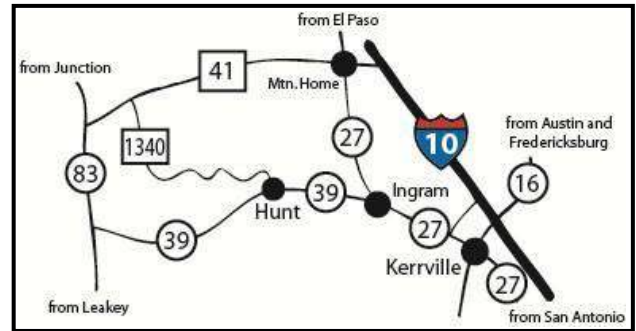 from El Paso
from Junction
41
Mtn. Home
10
from Austin and
Fredericksburg
27
1340
16
83
Ingram
39
Hunt
27
39
Kerrville
27
from Leakey
from San Antonio